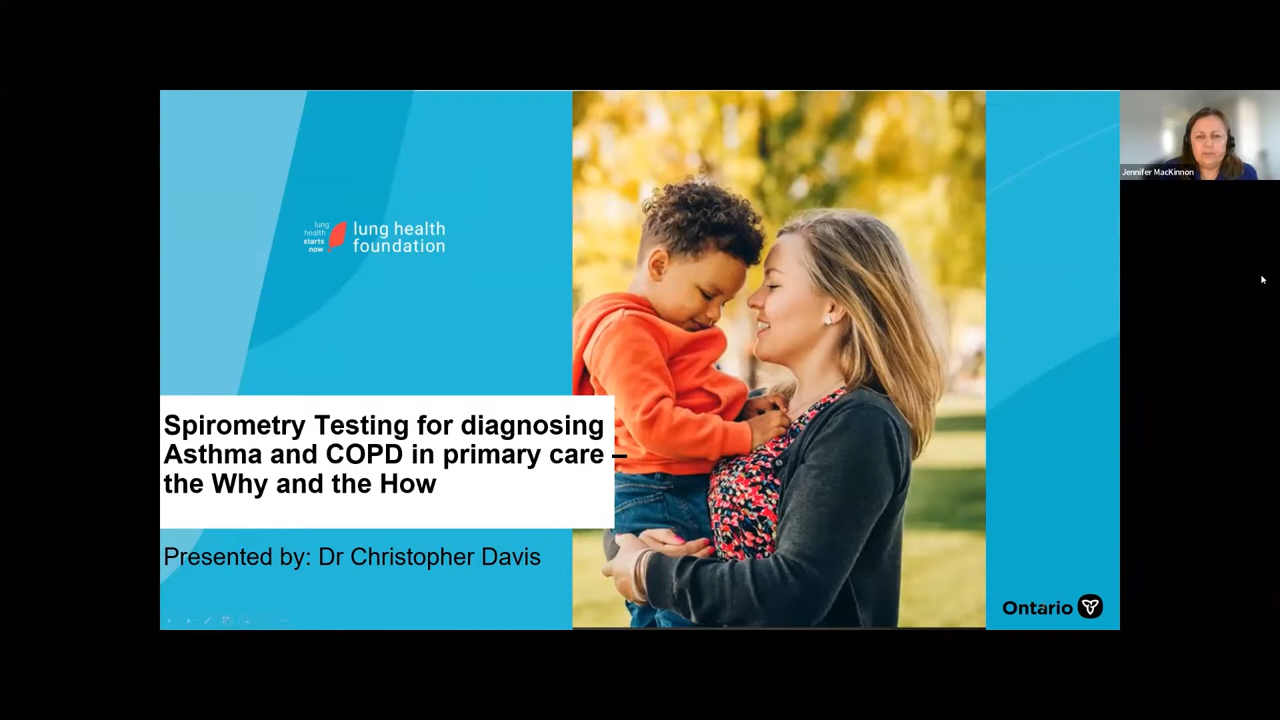 lung
health
starts
now
lung health
foundation
Jennifer MacKinnon
Spirometry Testing for diagnosing
Asthma and COPD in primary care –
the Why and the How
Presented by: Dr Christopher Davis
Ontario